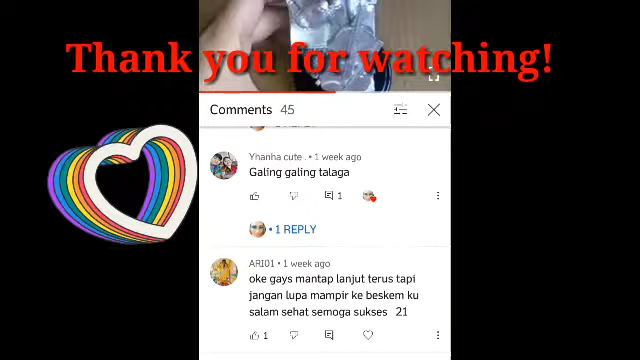 Thank you for watching!
Comments 45
Yhanha cute . • 1 week ago
Galing galing talaga
1
• 1 REPLY
ARI01 • 1 week ago
oke gays mantap lanjut terus tapi
jangan lupa mampir ke beskem ku
salam sehat semoga sukses 21
1